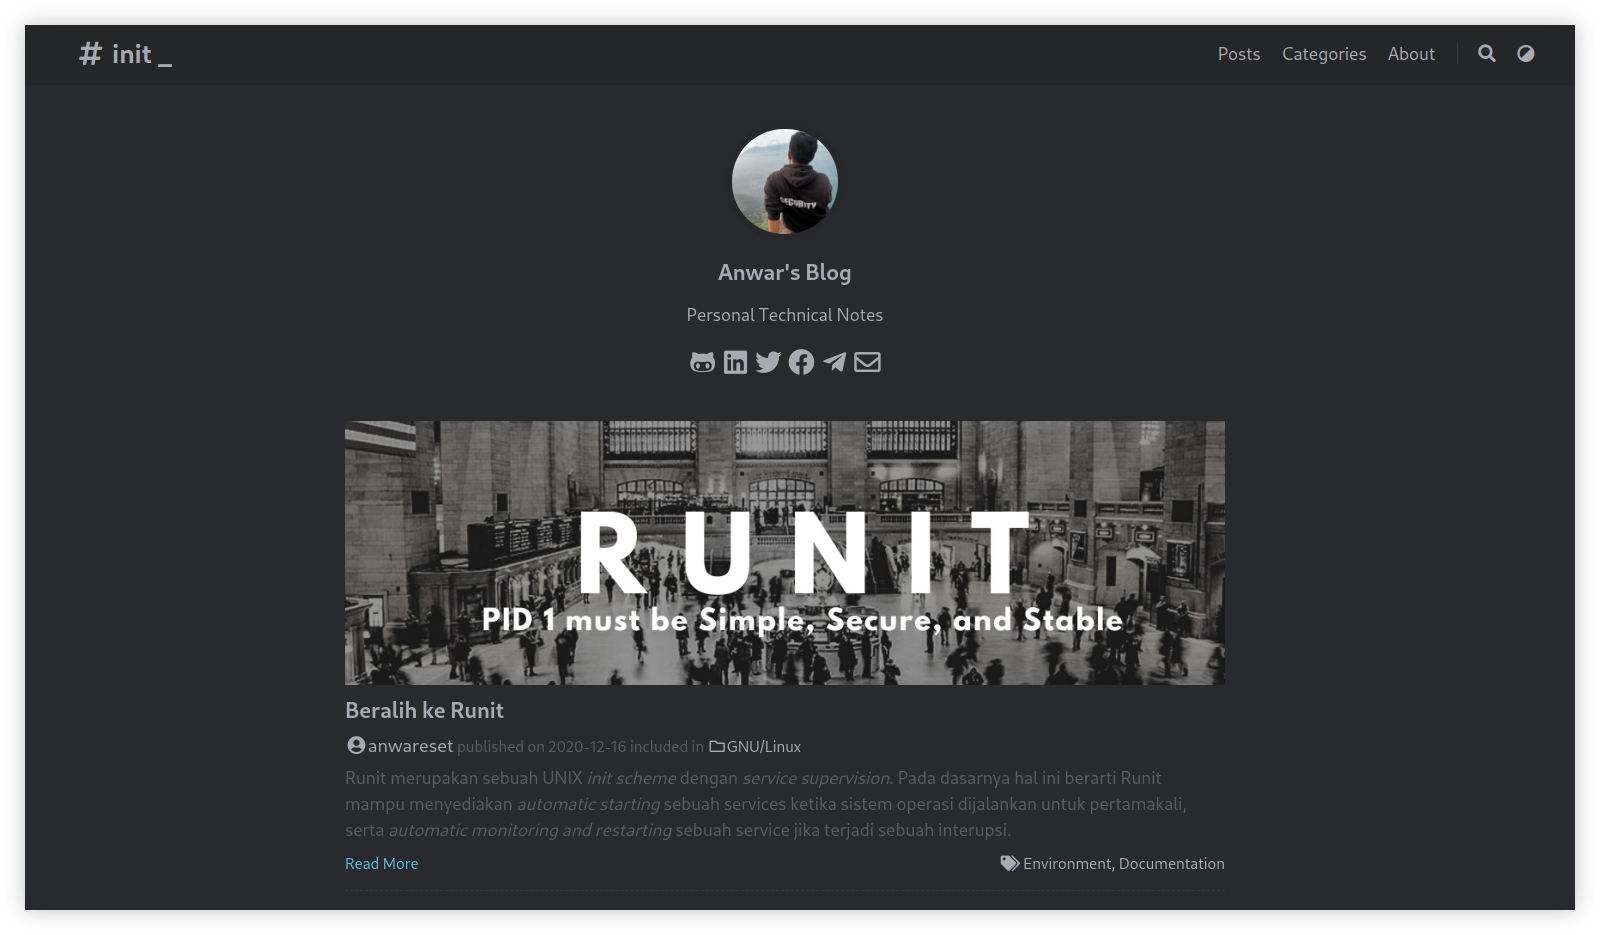 # init _
Posts Categories About
SECURITY
Anwar's Blog
Personal Technical Notes
RUNIT
PID 1 must be Simple, Secure, and Stable
Beralih ke Runit
anwareset published on 2020-12-16 included in GNU/Linux
Runit merupakan sebuah UNIX init scheme dengan service supervision. Pada dasarnya hal ini berarti Runit
mampu menyediakan automatic starting sebuah services ketika sistem operasi dijalankan untuk pertamakali,
serta automatic monitoring and restarting sebuah service jika terjadi sebuah interupsi.
Read More
Environment, Documentation